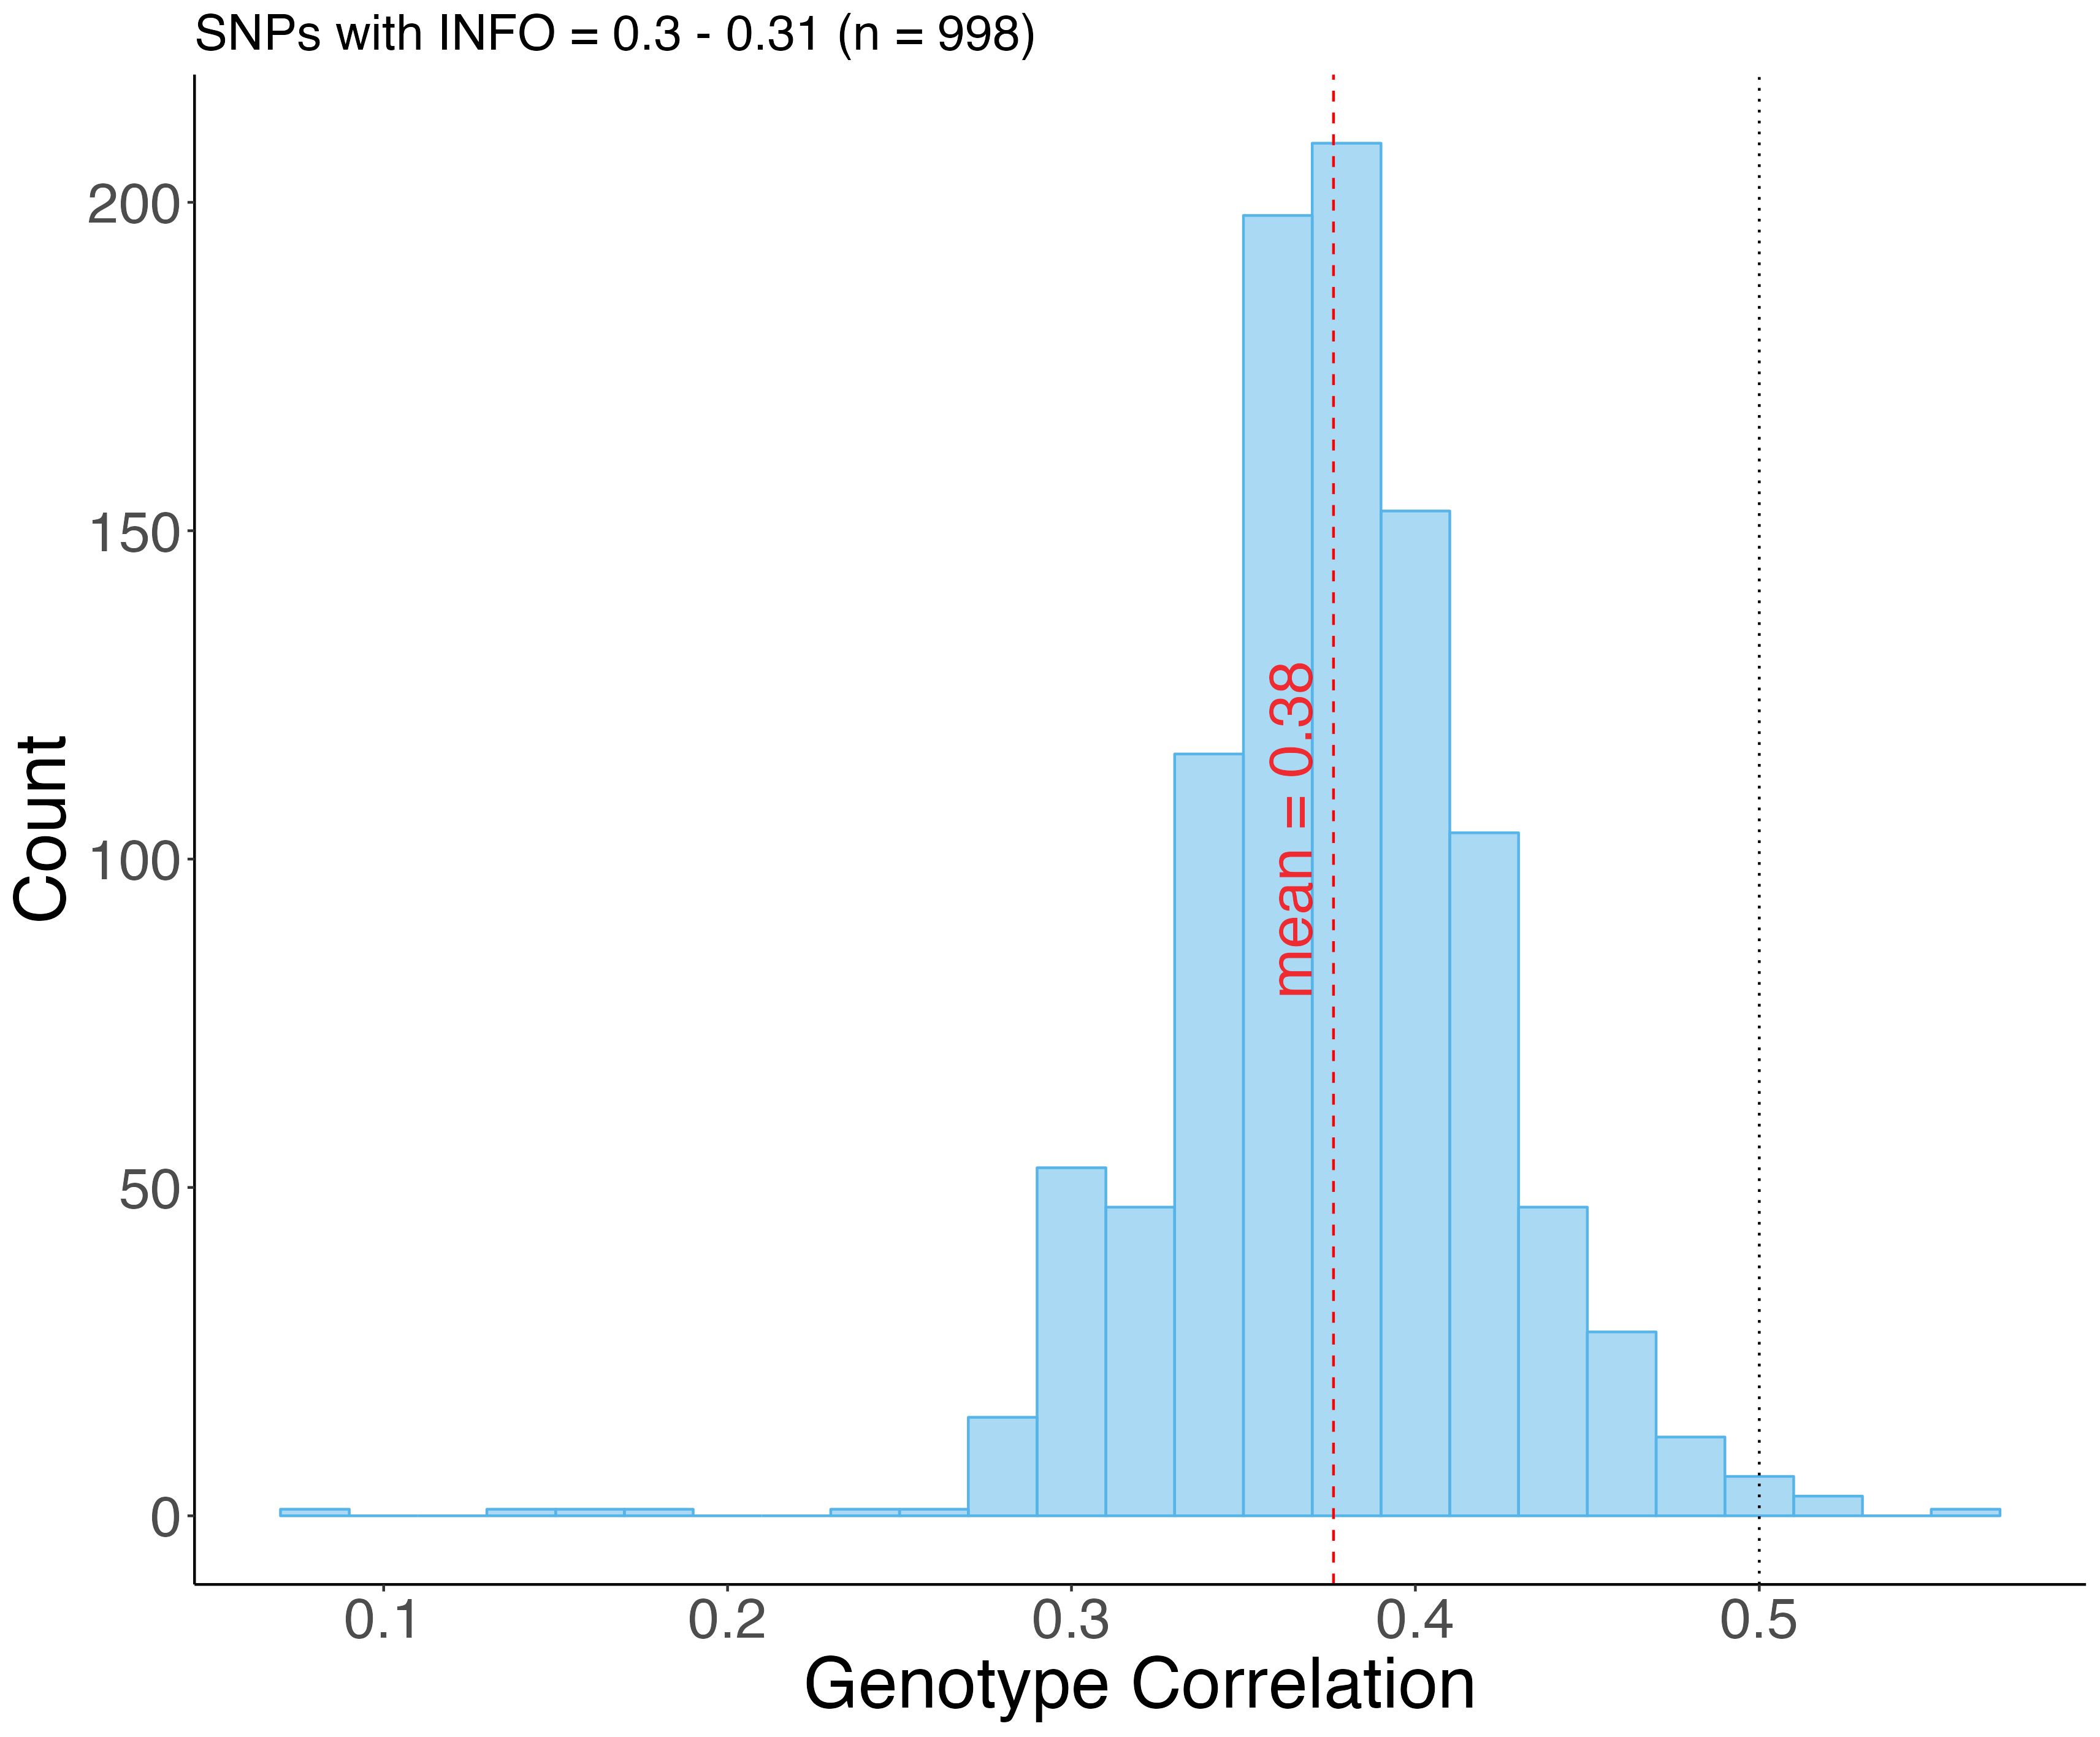 SNPs with INFO = 0.3 - 0.31 (n = 998)
Count
200
150
100
50
0
mean = 0.38
0.1
0.2
0.3
0.4
0.5
Genotype Correlation